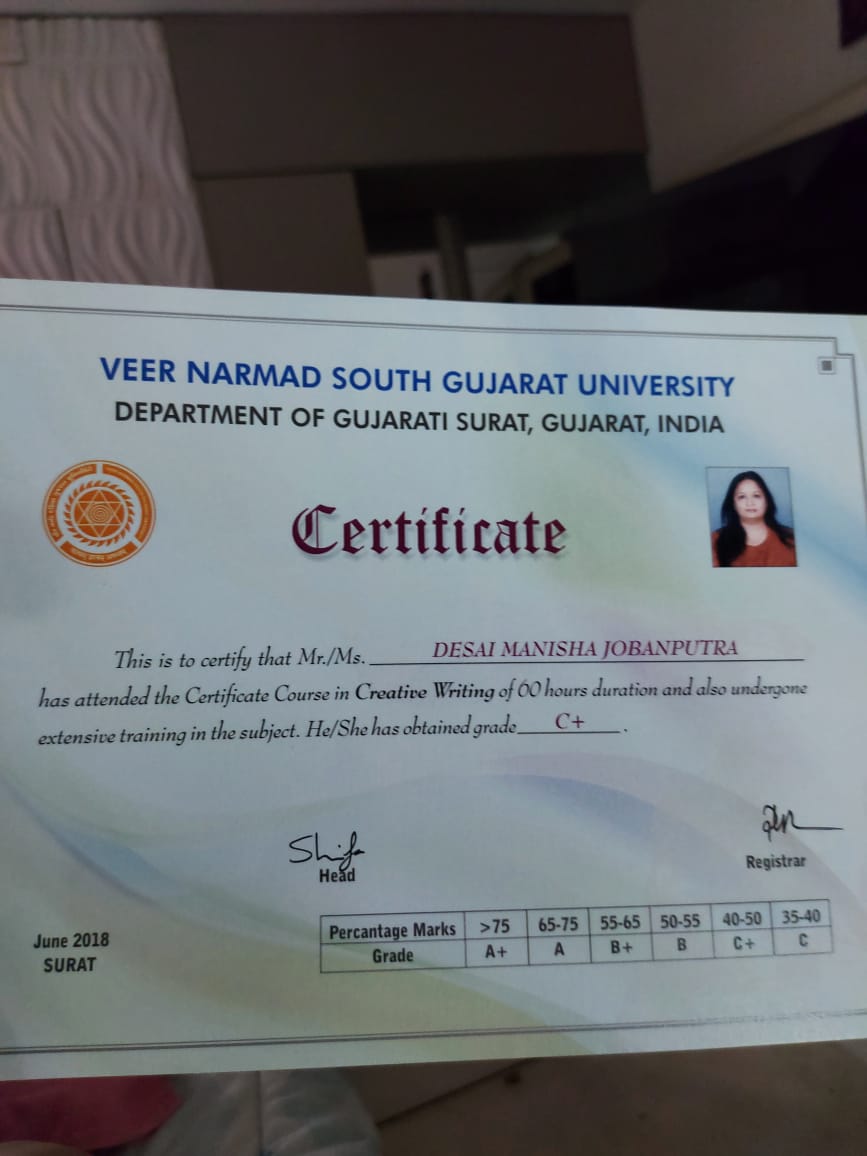 VEER NARMAD SOUTH GUJARAT UNIVERSITY
DEPARTMENT OF GUJARATI SURAT, GUJARAT, INDIA
Certificate
This is to certify that Mr./Ms. DESAI MANISHA JOBANPUTRA
has attended the Certificate Course in Creative Writing of 60 hours duration and also undergone
extensive training in the subject. He/She has obtained grade C+ .
Head
Registrar
June 2018
SURAT
Percantage Marks >75 65-75 55-65 50-55 40-50 35-40
Grade A+ A B+ B C+ C